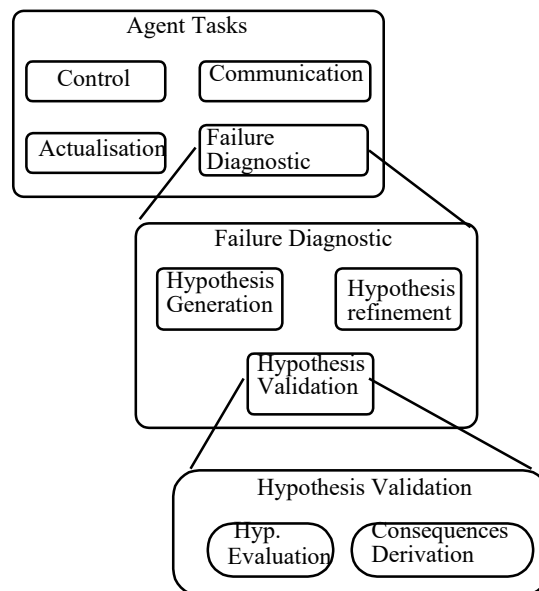 Agent Tasks
Control
Communication
Actualisation
Failure
Diagnostic
Failure Diagnostic
Hypothesis
Generation
Hypothesis
refinement
Hypothesis
Validation
Hypothesis Validation
Hyp.
Evaluation
Consequences
Derivation